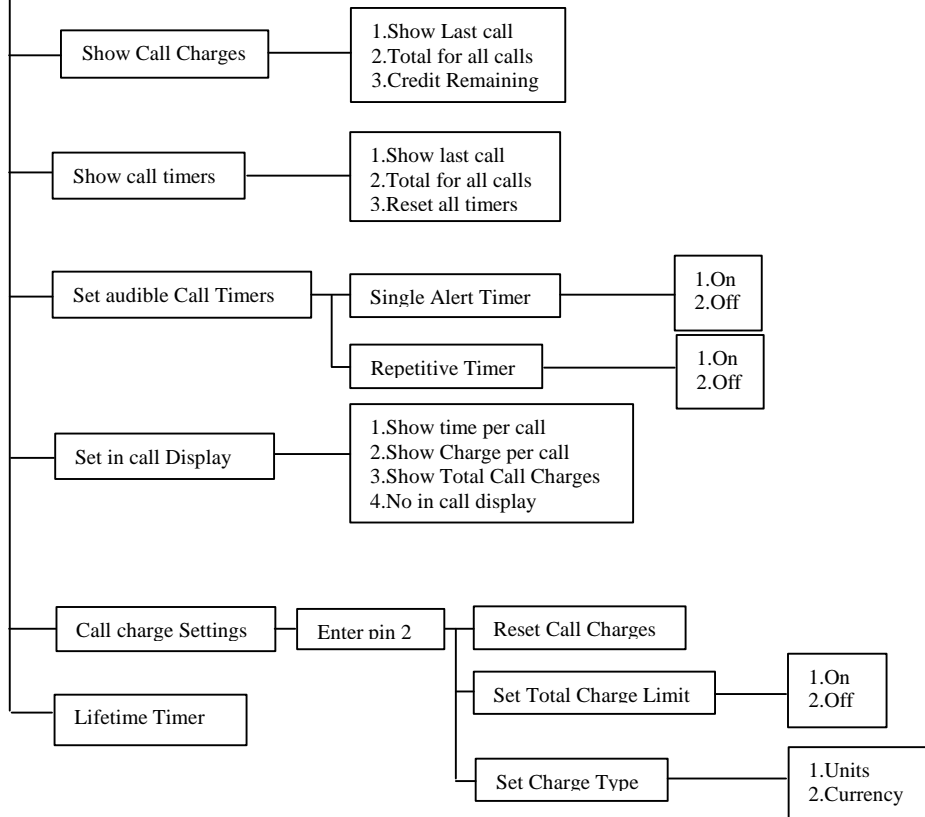 Show Call Charges
1.Show Last call
2.Total for all calls
3.Credit Remaining
Show call timers
1.Show last call
2.Total for all calls
3.Reset all timers
Set audible Call Timers
Single Alert Timer
1.On
2.Off
Repetitive Timer
1.On
2.Off
Set in call Display
1.Show time per call
2.Show Charge per call
3.Show Total Call Charges
4.No in call display
Call charge Settings
Enter pin 2
Reset Call Charges
Set Total Charge Limit
1.On
2.Off
Lifetime Timer
Set Charge Type
1.Units
2.Currency